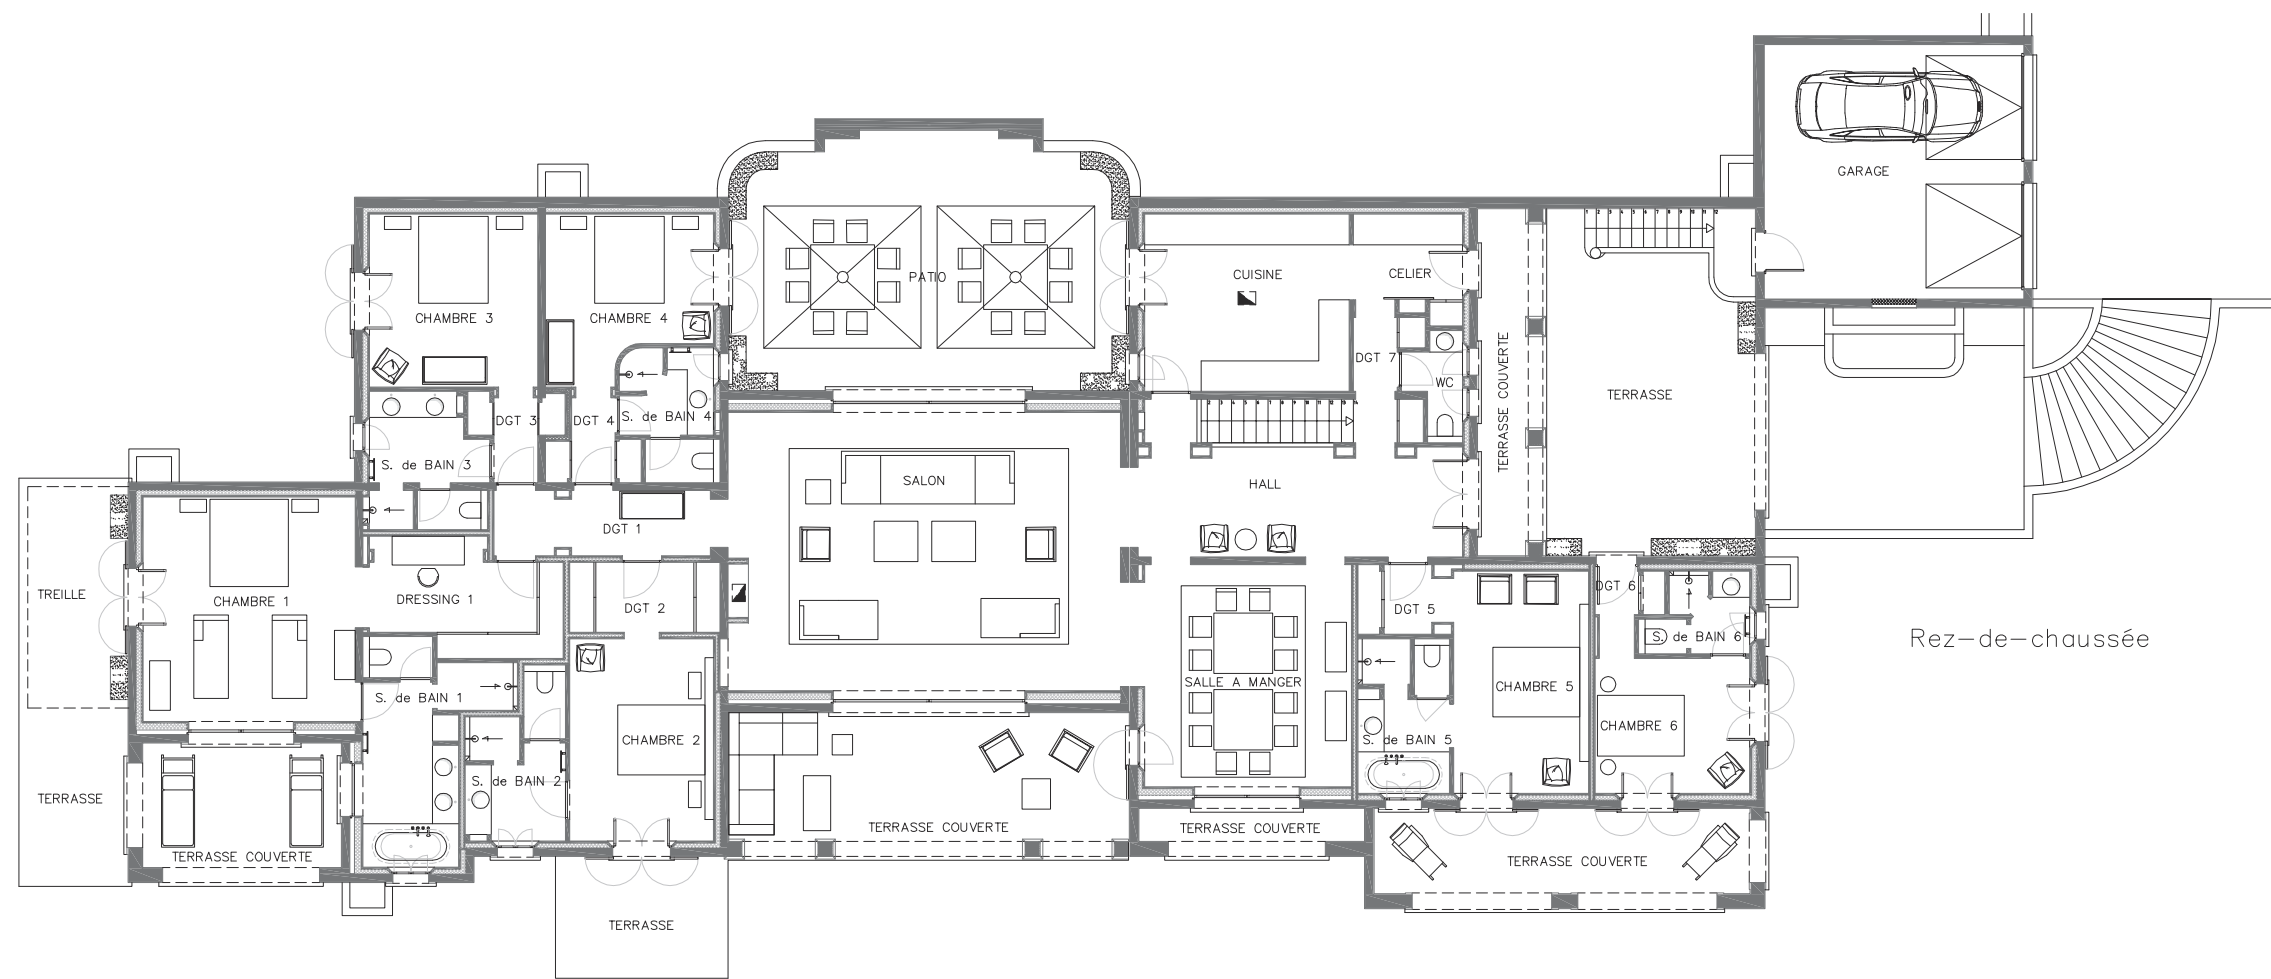 GARAGE
PATIO
CUISINE
CELIER
CHAMBRE 3
CHAMBRE 4
TERRASSE COUVERTE
DGT 7
WC
TERRASSE
DGT 3
DGT 4
S. de BAIN 4
S. de BAIN 3
SALON
HALL
DGT 1
TREILLE
CHAMBRE 1
DRESSING 1
DGT 2
DGT 5
DGT 6
S. de BAIN 6
Rez-de-chaussée
S. de BAIN 1
SALLE A MANGER
CHAMBRE 5
CHAMBRE 6
CHAMBRE 2
S. de BAIN 5
S. de BAIN 2
TERRASSE
TERRASSE COUVERTE
TERRASSE COUVERTE
TERRASSE COUVERTE
TERRASSE COUVERTE
TERRASSE